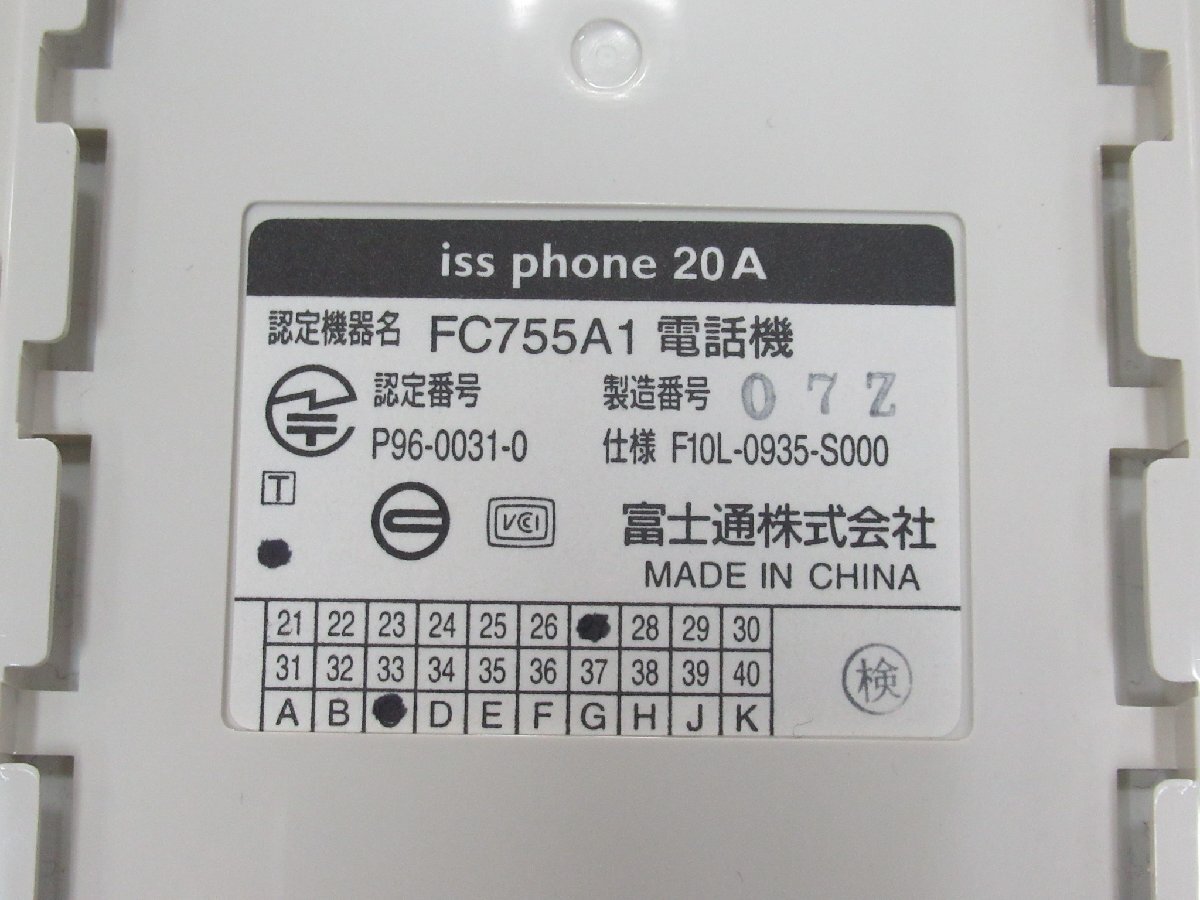 iss phone 20A
認定機器名 FC755A1 電話機
認定番号 製造番号 07Z
P96-0031-0 仕様 F10L-0935-S000
T
VCI 富士通株式会社
MADE IN CHINA
21 22 23 24 25 26 28 29 30
31 32 33 34 35 36 37 38 39 40
A B D E F G H J K
検